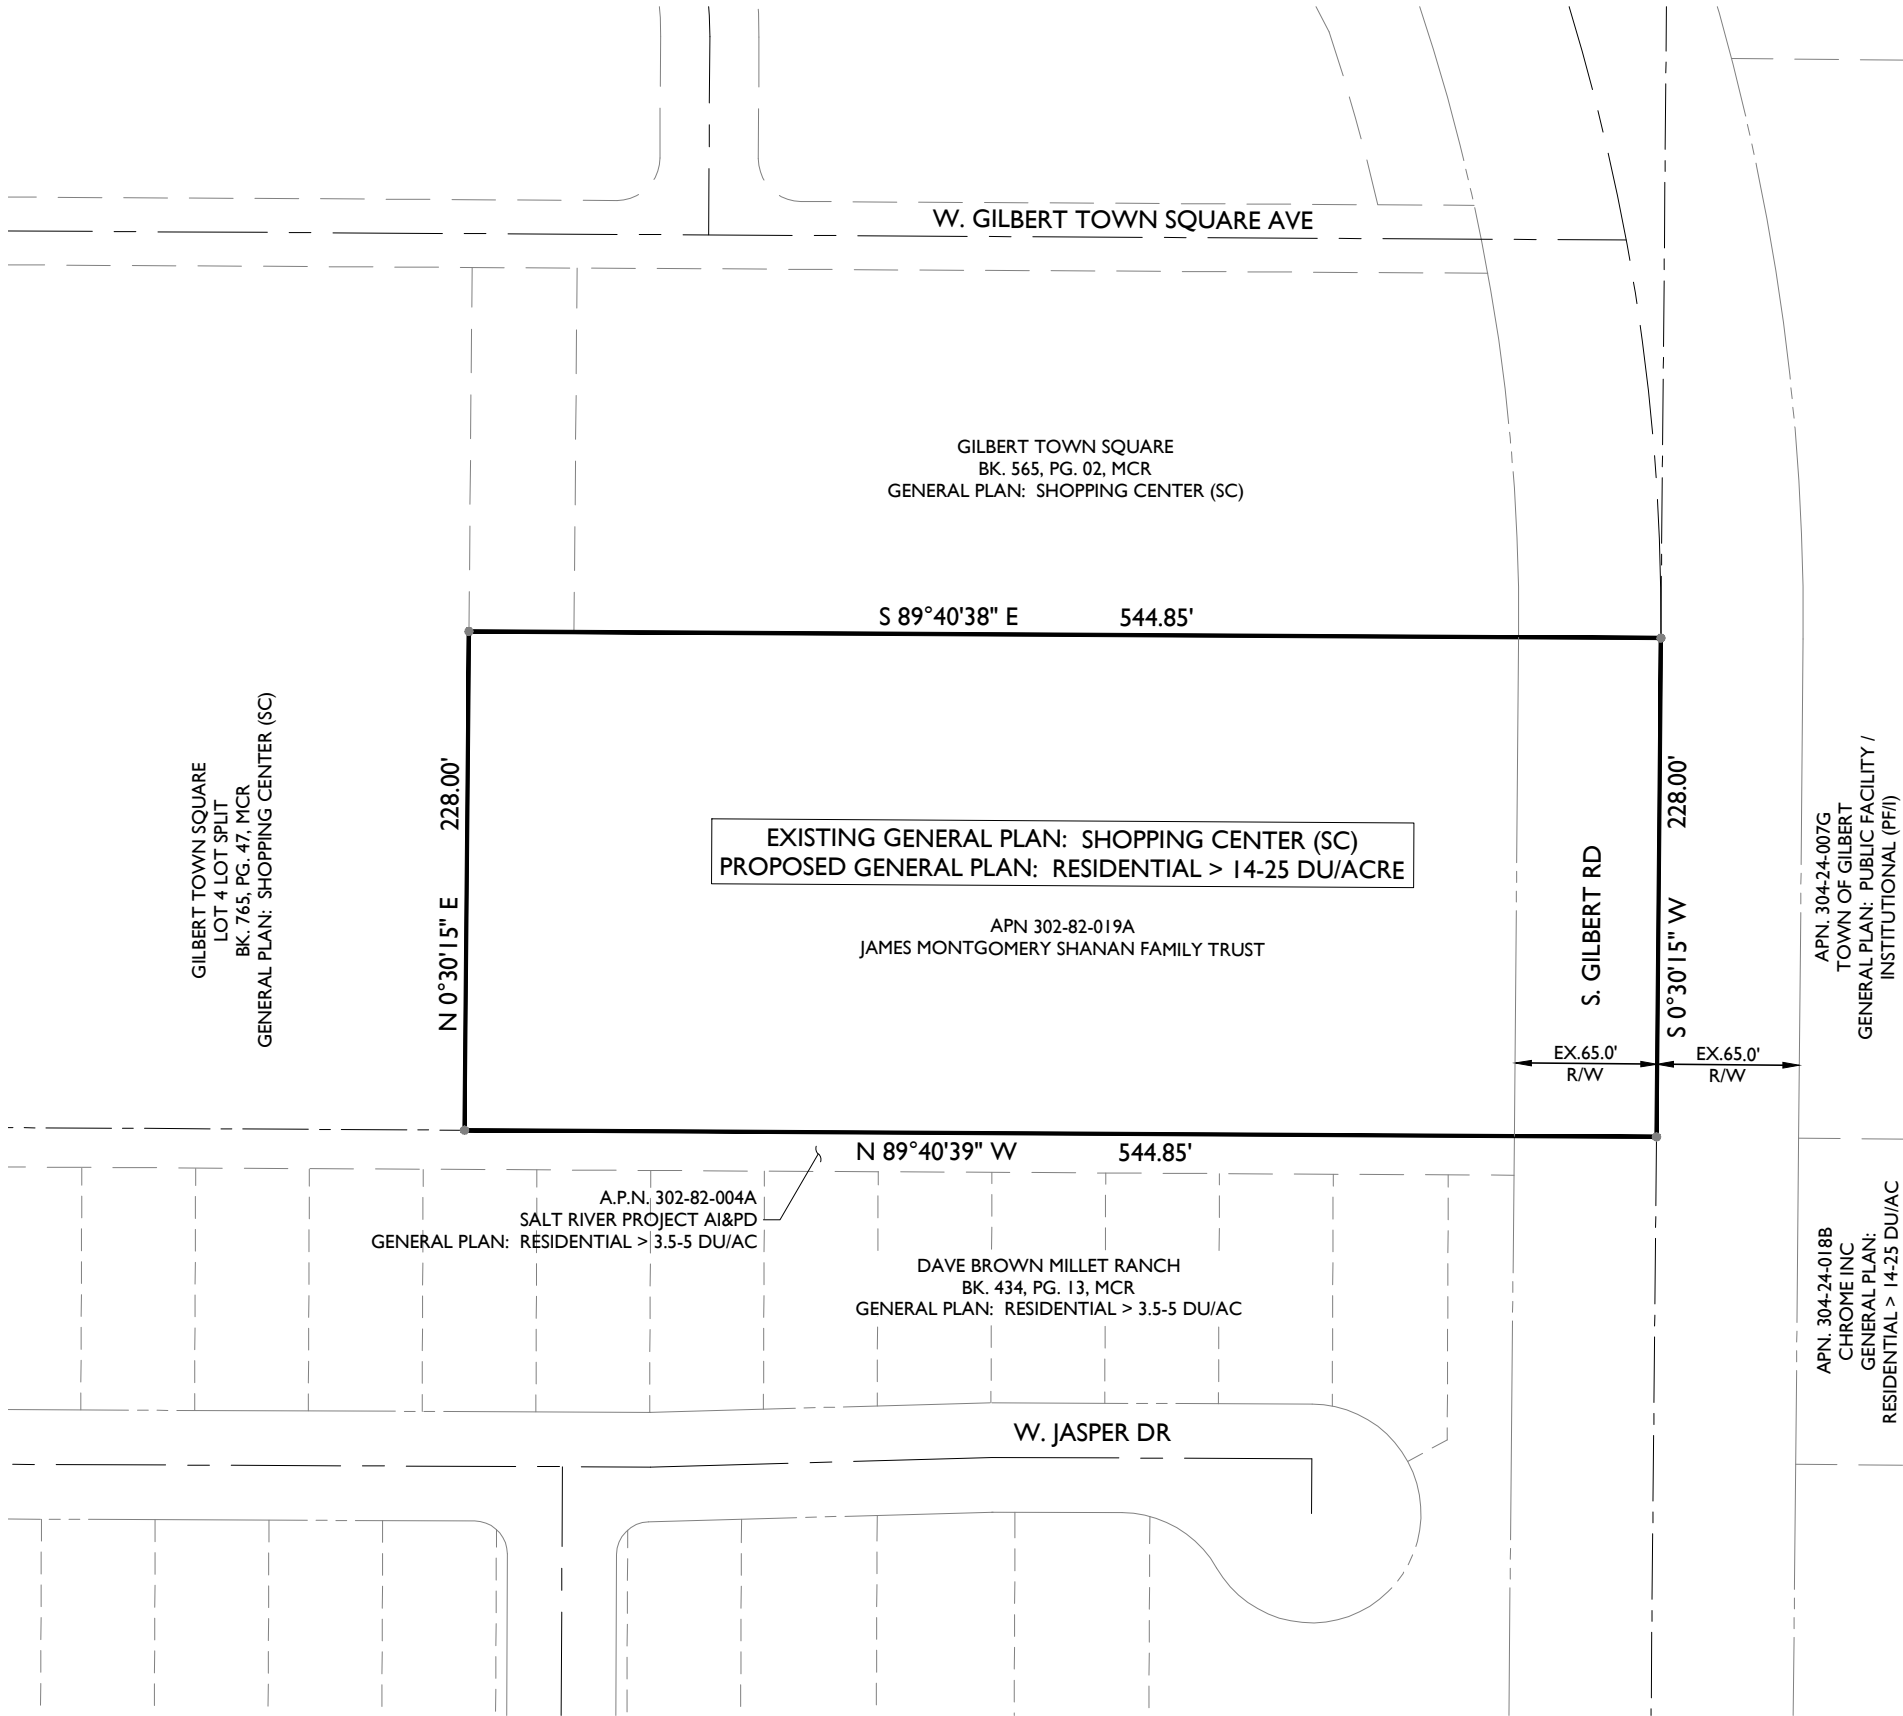 W. GILBERT TOWN SQUARE AVE
GILBERT TOWN SQUARE
BK. 565, PG. 02, MCR
GENERAL PLAN: SHOPPING CENTER (SC)
S 89°40'38" E 544.85'
GILBERT TOWN SQUARE
LOT 4 LOT SPLIT
BK. 765, PG. 47, MCR
GENERAL PLAN: SHOPPING CENTER (SC)
N 0°30'15" E 228.00'
EXISTING GENERAL PLAN: SHOPPING CENTER (SC)
PROPOSED GENERAL PLAN: RESIDENTIAL > 14-25 DU/ACRE
APN 302-82-019A
JAMES MONTGOMERY SHANAN FAMILY TRUST
S. GILBERT RD
S 0°30'15" W 228.00'
APN. 304-24-007G
TOWN OF GILBERT
GENERAL PLAN: PUBLIC FACILITY /
INSTITUTIONAL (PF/I)
EX.65.0'
R/W
EX.65.0'
R/W
N 89°40'39" W 544.85'
A.P.N. 302-82-004A
SALT RIVER PROJECT AI&PD
GENERAL PLAN: RESIDENTIAL > 3.5-5 DU/AC
DAVE BROWN MILLET RANCH
BK. 434, PG. 13, MCR
GENERAL PLAN: RESIDENTIAL > 3.5-5 DU/AC
APN. 304-24-018B
CHROME INC
GENERAL PLAN:
RESIDENTIAL > 14-25 DU/AC
W. JASPER DR